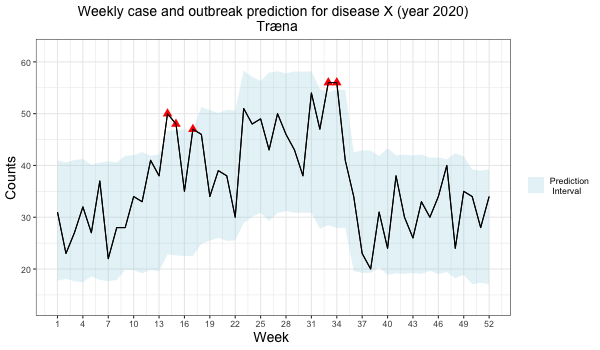 Weekly case and outbreak prediction for disease X (year 2020)
Træna
Counts
60
50
40
30
20
1 4 7 10 13 16 19 22 25 28 31 34 37 40 43 46 49 52
Week
Prediction
Interval